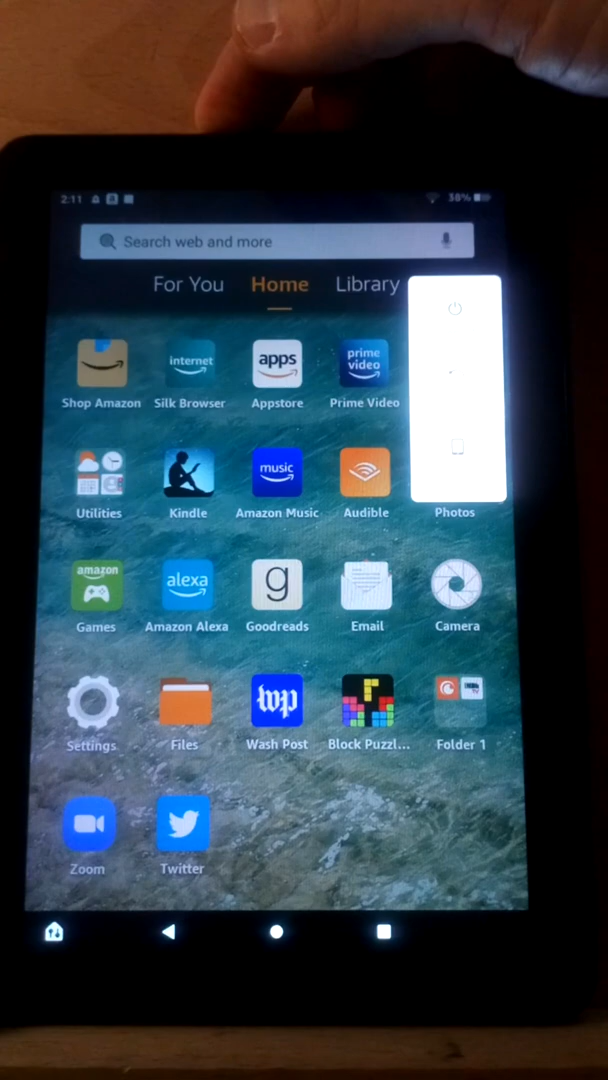 2:11 38%
Search web and more
For You Home Library
internet apps prime video
Shop Amazon Silk Browser Appstore Prime Video
music
Utilities Kindle Amazon Music Audible Photos
amazon alexa g
Games Amazon Alexa Goodreads Email Camera
wp
Settings Files Wash Post Block Puzzl... Folder 1
Zoom Twitter